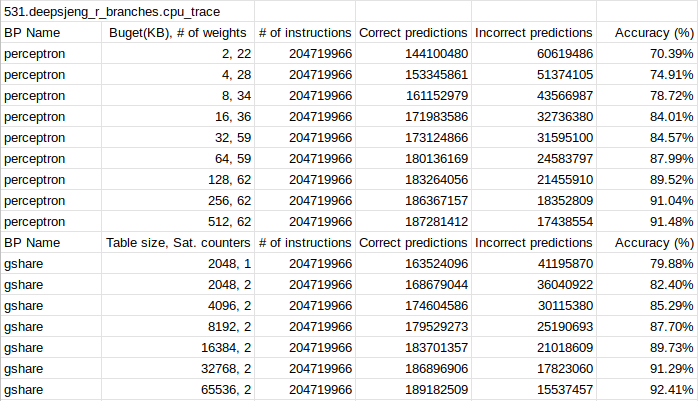 531.deepsjeng_r_branches.cpu_trace
BP Name Buget(KB), # of weights # of instructions Correct predictions Incorrect predictions Accuracy (%)
perceptron 2, 22 204719966 144100480 60619486 70.39%
perceptron 4, 28 204719966 153345861 51374105 74.91%
perceptron 8, 34 204719966 161152979 43566987 78.72%
perceptron 16, 36 204719966 171983586 32736380 84.01%
perceptron 32, 59 204719966 173124866 31595100 84.57%
perceptron 64, 59 204719966 180136169 24583797 87.99%
perceptron 128, 62 204719966 183264056 21455910 89.52%
perceptron 256, 62 204719966 186367157 18352809 91.04%
perceptron 512, 62 204719966 187281412 17438554 91.48%
BP Name Table size, Sat. counters # of instructions Correct predictions Incorrect predictions Accuracy (%)
gshare 2048, 1 204719966 163524096 41195870 79.88%
gshare 2048, 2 204719966 168679044 36040922 82.40%
gshare 4096, 2 204719966 174604586 30115380 85.29%
gshare 8192, 2 204719966 179529273 25190693 87.70%
gshare 16384, 2 204719966 183701357 21018609 89.73%
gshare 32768, 2 204719966 186896906 17823060 91.29%
gshare 65536, 2 204719966 189182509 15537457 92.41%